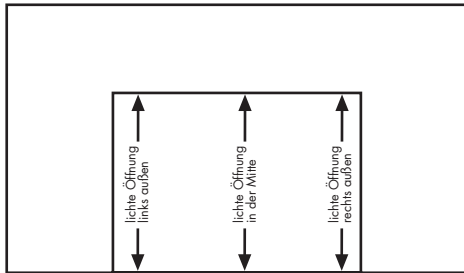 lichte Öffnung
links außen
lichte Öffnung
in der Mitte
lichte Öffnung
rechts außen